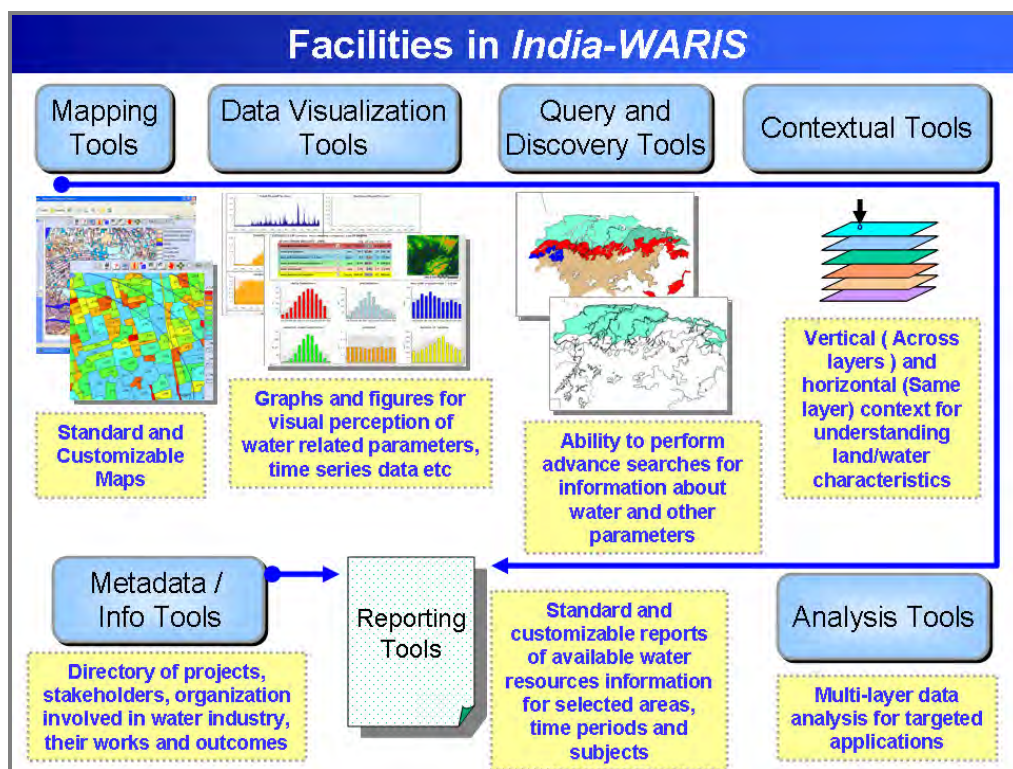 Facilities in India-WARIS
Mapping
Tools
Data Visualization
Tools
Query and
Discovery Tools
Contextual Tools
Standard and
Customizable
Maps
Graphs and figures for
visual perception of
water related parameters,
time series data etc
Ability to perform
advance searches for
information about
water and other
parameters
Vertical ( Across
layers ) and
horizontal (Same
layer) context for
understanding
land/water
characteristics
Metadata /
Info Tools
Directory of projects,
stakeholders, organization
involved in water industry,
their works and outcomes
Reporting
Tools
Standard and
customizable reports
of available water
resources information
for selected areas,
time periods and
subjects
Analysis Tools
Multi-layer data
analysis for targeted
applications